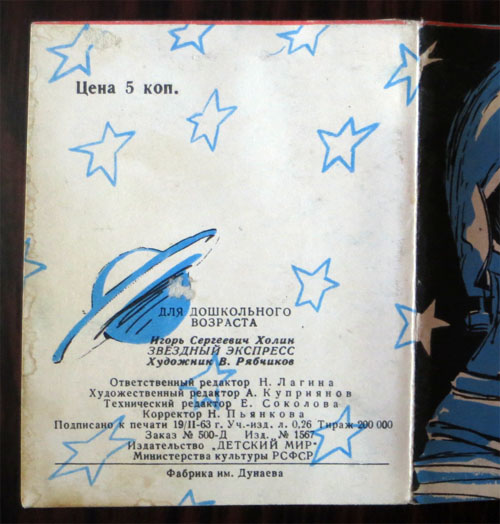 Цена 5 коп.
ДЛЯ ДОШКОЛЬНОГО
ВОЗРАСТА
Игорь Сергеевич Холин
ЗВЕЗДНЫЙ ЭКСПРЕСС
Художник В. Рябчиков
Ответственный редактор Н. Лагина
Художественный редактор А. Куприянов
Технический редактор Е. Соколова
Корректор Н. Пьянкова
Подписано к печати 19/II-63 г. Уч.-изд. л. 0,26 Тираж 200 000
Заказ № 500-Д Изд. № 1567
Издательство „ДЕТСКИЙ МИР"
Министерства культуры РСФСР
Фабрика им. Дунаева